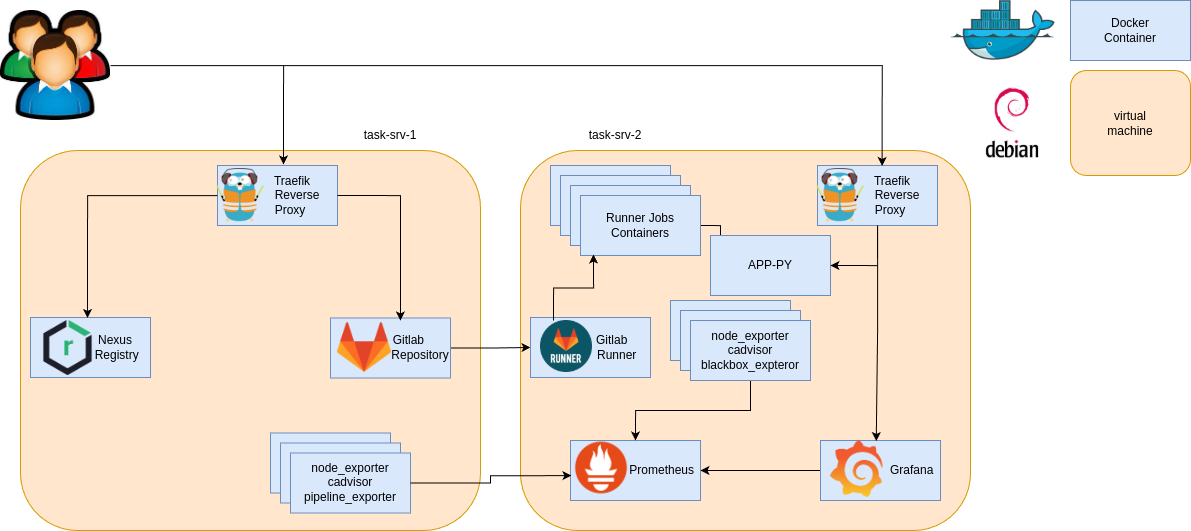 Docker
Container
debian
virtual
machine
task-srv-1
task-srv-2
Traefik
Reverse
Proxy
Nexus
Registry
r
Gitlab
Repository
node_exporter
cadvisor
pipeline_exporter
Runner Jobs
Containers
Traefik
Reverse
Proxy
APP-PY
RUNNER
Gitlab
Runner
node_exporter
cadvisor
blackbox_expteror
Prometheus
Grafana